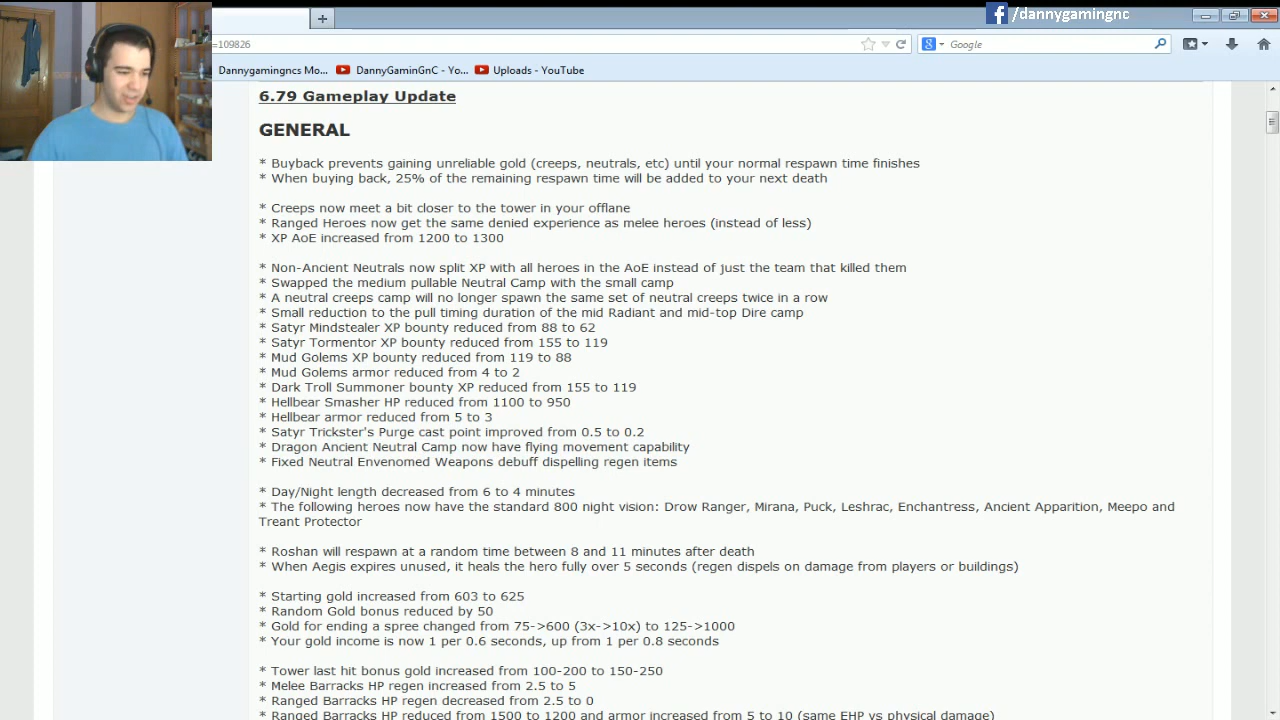 /dannygamingnc
+
=109826
Google
Dannygamingncs Mo...
DannyGaminGnC - Yo...
Uploads - YouTube
6.79 Gameplay Update
GENERAL
* Buyback prevents gaining unreliable gold (creeps, neutrals, etc) until your normal respawn time finishes
* When buying back, 25% of the remaining respawn time will be added to your next death
* Creeps now meet a bit closer to the tower in your offlane
* Ranged Heroes now get the same denied experience as melee heroes (instead of less)
* XP AoE increased from 1200 to 1300
* Non-Ancient Neutrals now split XP with all heroes in the AoE instead of just the team that killed them
* Swapped the medium pullable Neutral Camp with the small camp
* A neutral creeps camp will no longer spawn the same set of neutral creeps twice in a row
* Small reduction to the pull timing duration of the mid Radiant and mid-top Dire camp
* Satyr Mindstealer XP bounty reduced from 88 to 62
* Satyr Tormentor XP bounty reduced from 155 to 119
* Mud Golems XP bounty reduced from 119 to 88
* Mud Golems armor reduced from 4 to 2
* Dark Troll Summoner bounty XP reduced from 155 to 119
* Hellbear Smasher HP reduced from 1100 to 950
* Hellbear armor reduced from 5 to 3
* Satyr Trickster's Purge cast point improved from 0.5 to 0.2
* Dragon Ancient Neutral Camp now have flying movement capability
* Fixed Neutral Envenomed Weapons debuff dispelling regen items
* Day/Night length decreased from 6 to 4 minutes
* The following heroes now have the standard 800 night vision: Drow Ranger, Mirana, Puck, Leshrac, Enchantress, Ancient Apparition, Meepo and
Treant Protector
* Roshan will respawn at a random time between 8 and 11 minutes after death
* When Aegis expires unused, it heals the hero fully over 5 seconds (regen dispels on damage from players or buildings)
* Starting gold increased from 603 to 625
* Random Gold bonus reduced by 50
* Gold for ending a spree changed from 75->600 (3x->10x) to 125->1000
* Your gold income is now 1 per 0.6 seconds, up from 1 per 0.8 seconds
* Tower last hit bonus gold increased from 100-200 to 150-250
* Melee Barracks HP regen increased from 2.5 to 5
* Ranged Barracks HP regen decreased from 2.5 to 0
* Ranged Barracks HP reduced from 1500 to 1200 and armor increased from 5 to 10 (same EHP vs physical damage)